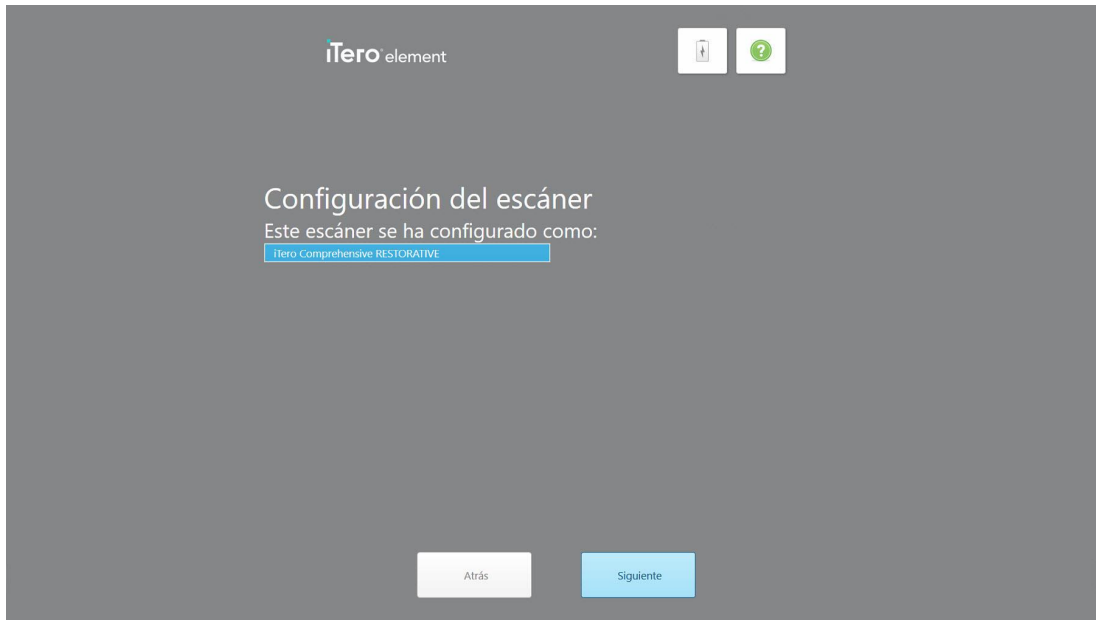 iTero element
Configuración del escáner
Este escáner se ha configurado como:
iTero Comprehensive RESTORATIVE
Atrás
Siguiente